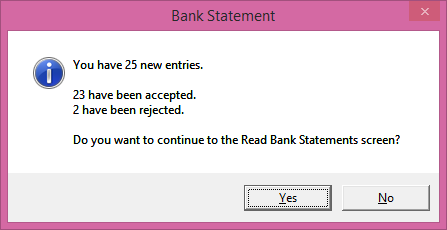 Bank Statement
You have 25 new entries.
23 have been accepted.
2 have been rejected.
Do you want to continue to the Read Bank Statements screen?
Yes
No